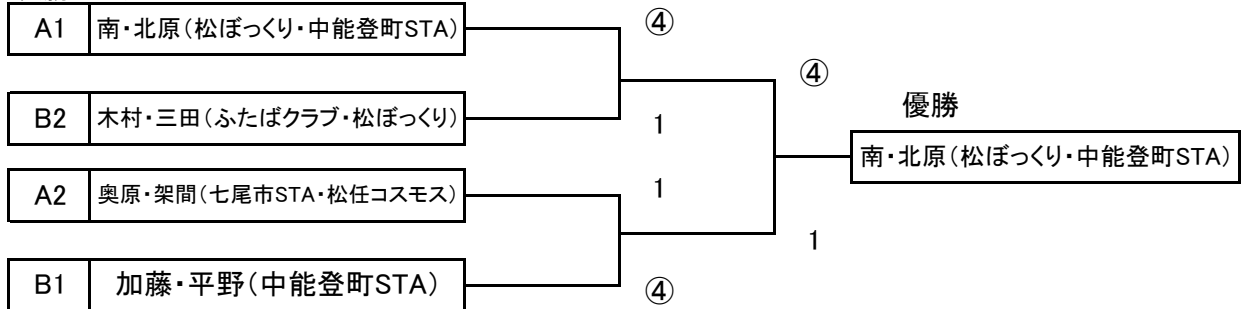 A1 南・北原(松ぼっくり・中能登町STA) ④
④
B2 木村・三田(ふたばクラブ・松ぼっくり) 1
優勝
南・北原(松ぼっくり・中能登町STA)
A2 奥原・架間(七尾市STA・松任コスモス) 1
1
B1 加藤・平野(中能登町STA) ④